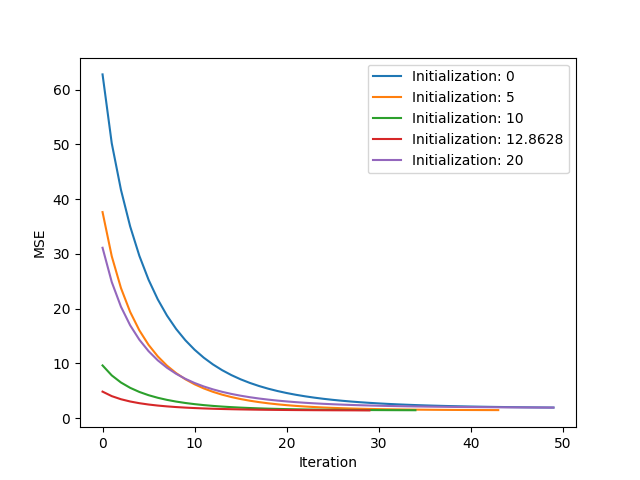 Initialization: 0
Initialization: 5
Initialization: 10
Initialization: 12.8628
Initialization: 20
60
50
40
30
20
10
0
MSE
0 10 20 30 40 50
Iteration